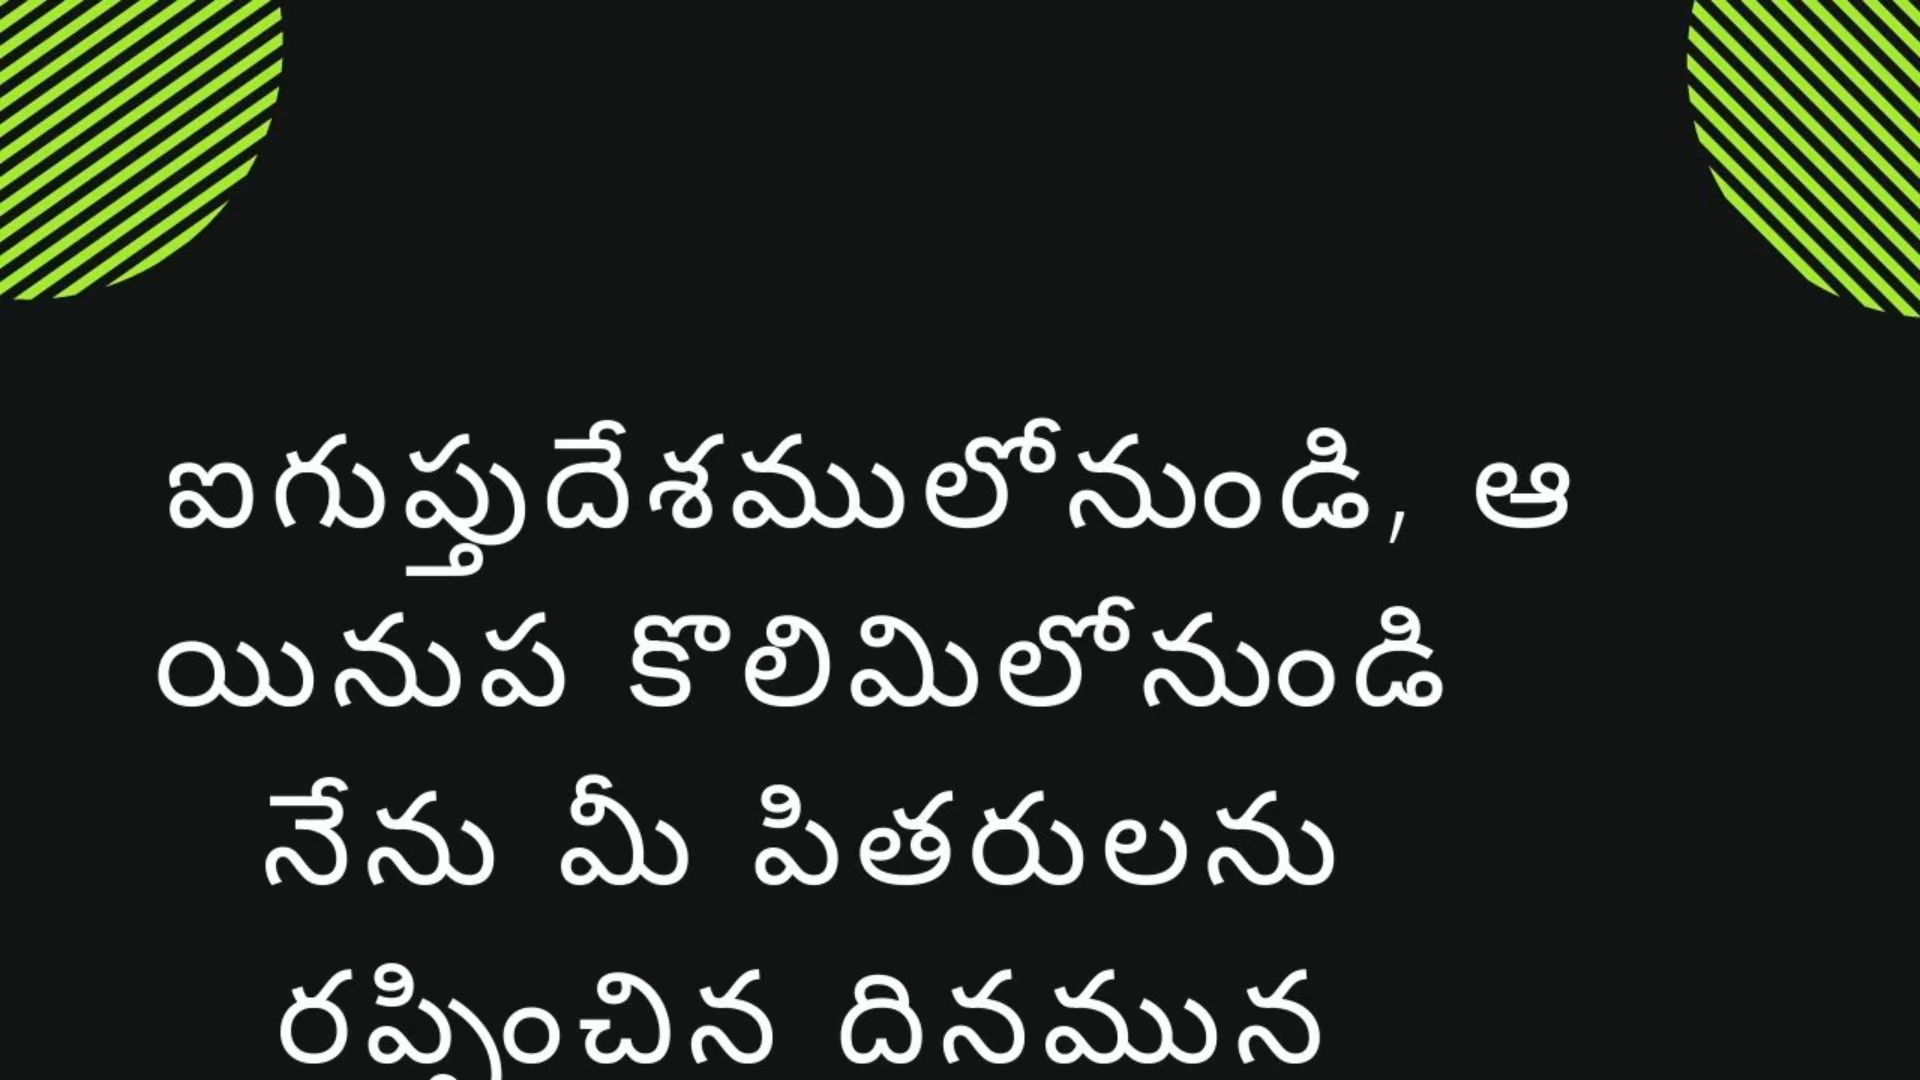 ఐగుప్తుదేశములోనుండి, ఆ
యినుప కొలిమిలోనుండి
నేను మీ పితరులను
రప్పించిన దినమున